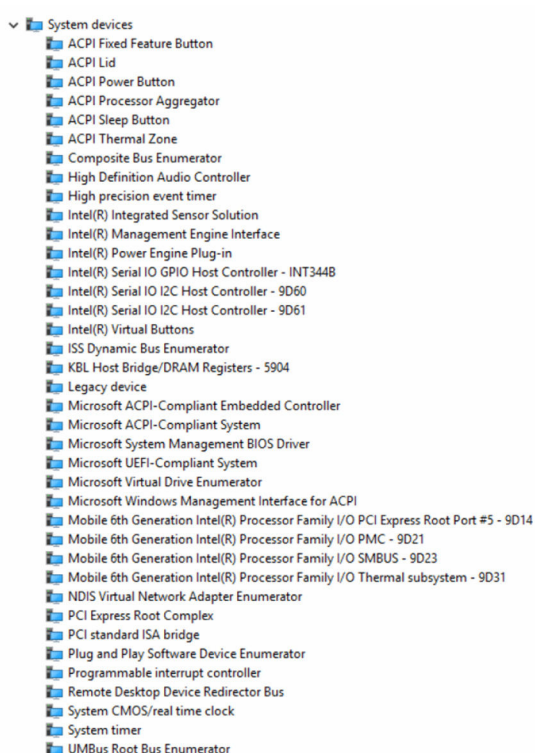 System devices
ACPI Fixed Feature Button
ACPI Lid
ACPI Power Button
ACPI Processor Aggregator
ACPI Sleep Button
ACPI Thermal Zone
Composite Bus Enumerator
High Definition Audio Controller
High precision event timer
Intel(R) Integrated Sensor Solution
Intel(R) Management Engine Interface
Intel(R) Power Engine Plug-in
Intel(R) Serial IO GPIO Host Controller - INT344B
Intel(R) Serial IO I2C Host Controller - 9D60
Intel(R) Serial IO I2C Host Controller - 9D61
Intel(R) Virtual Buttons
ISS Dynamic Bus Enumerator
KBL Host Bridge/DRAM Registers - 5904
Legacy device
Microsoft ACPI-Compliant Embedded Controller
Microsoft ACPI-Compliant System
Microsoft System Management BIOS Driver
Microsoft UEFI-Compliant System
Microsoft Virtual Drive Enumerator
Microsoft Windows Management Interface for ACPI
Mobile 6th Generation Intel(R) Processor Family I/O PCI Express Root Port #5 - 9D14
Mobile 6th Generation Intel(R) Processor Family I/O PMC - 9D21
Mobile 6th Generation Intel(R) Processor Family I/O SMBUS - 9D23
Mobile 6th Generation Intel(R) Processor Family I/O Thermal subsystem - 9D31
NDIS Virtual Network Adapter Enumerator
PCI Express Root Complex
PCI standard ISA bridge
Plug and Play Software Device Enumerator
Programmable interrupt controller
Remote Desktop Device Redirector Bus
System CMOS/real time clock
System timer
UMBus Root Bus Enumerator